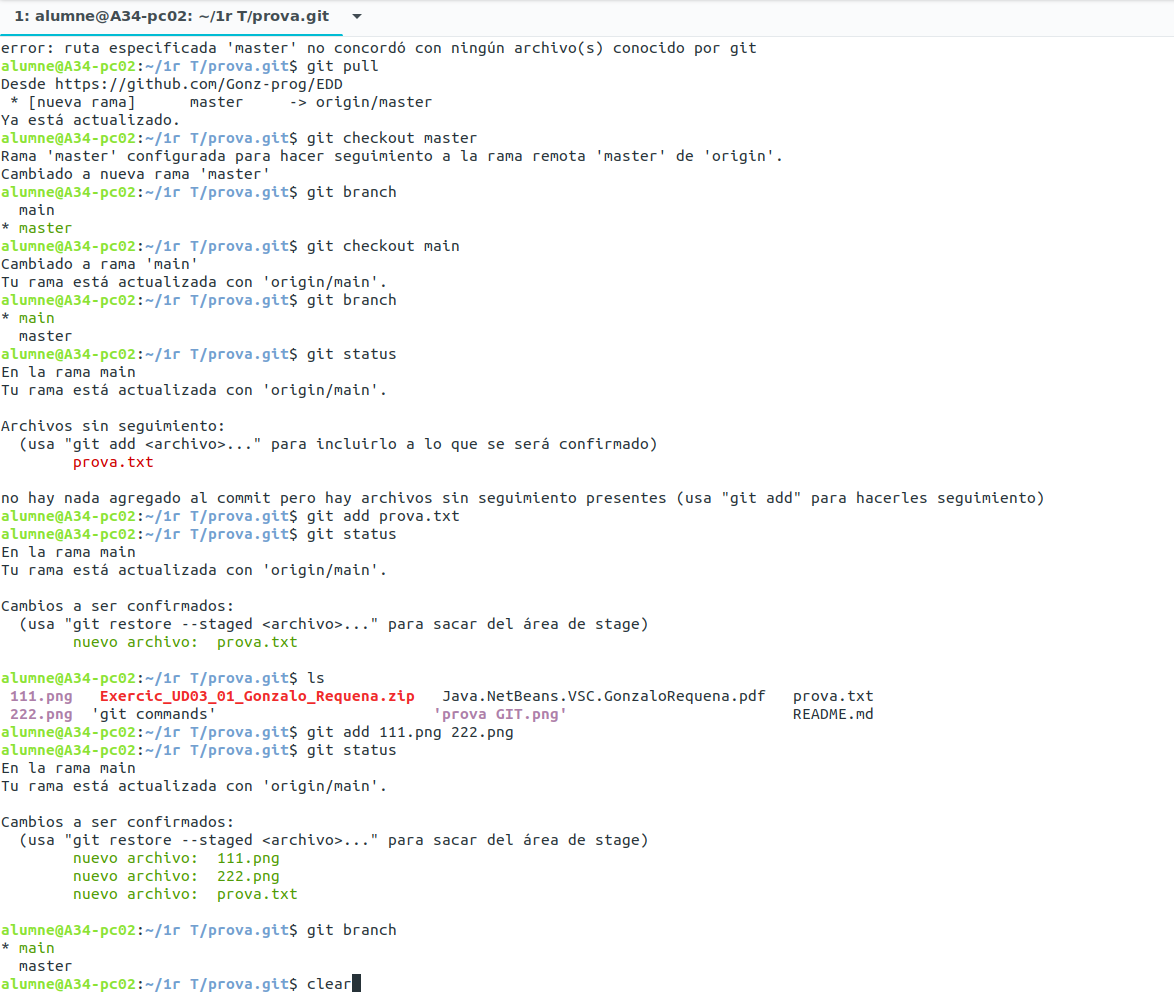 1: alumne@A34-pc02: ~/1r T/prova.git
error: ruta especificada 'master' no concordó con ningún archivo(s) conocido por git
alumne@A34-pc02:~/1r T/prova.git$ git pull
Desde https://github.com/Gonz-prog/EDD
 * [nueva rama]      master     -> origin/master
Ya está actualizado.
alumne@A34-pc02:~/1r T/prova.git$ git checkout master
Rama 'master' configurada para hacer seguimiento a la rama remota 'master' de 'origin'.
Cambiado a nueva rama 'master'
alumne@A34-pc02:~/1r T/prova.git$ git branch
  main
* master
alumne@A34-pc02:~/1r T/prova.git$ git checkout main
Cambiado a rama 'main'
Tu rama está actualizada con 'origin/main'.
alumne@A34-pc02:~/1r T/prova.git$ git branch
* main
  master
alumne@A34-pc02:~/1r T/prova.git$ git status
En la rama main
Tu rama está actualizada con 'origin/main'.

Archivos sin seguimiento:
  (usa "git add <archivo>..." para incluirlo a lo que se será confirmado)
        prova.txt

no hay nada agregado al commit pero hay archivos sin seguimiento presentes (usa "git add" para hacerles seguimiento)
alumne@A34-pc02:~/1r T/prova.git$ git add prova.txt
alumne@A34-pc02:~/1r T/prova.git$ git status
En la rama main
Tu rama está actualizada con 'origin/main'.

Cambios a ser confirmados:
  (usa "git restore --staged <archivo>..." para sacar del área de stage)
        nuevo archivo:  prova.txt

alumne@A34-pc02:~/1r T/prova.git$ ls
 111.png   Exercic_UD03_01_Gonzalo_Requena.zip   Java.NetBeans.VSC.GonzaloRequena.pdf   prova.txt
 222.png  'git commands'                        'prova GIT.png'                         README.md
alumne@A34-pc02:~/1r T/prova.git$ git add 111.png 222.png
alumne@A34-pc02:~/1r T/prova.git$ git status
En la rama main
Tu rama está actualizada con 'origin/main'.

Cambios a ser confirmados:
  (usa "git restore --staged <archivo>..." para sacar del área de stage)
        nuevo archivo:  111.png
        nuevo archivo:  222.png
        nuevo archivo:  prova.txt

alumne@A34-pc02:~/1r T/prova.git$ git branch
* main
  master
alumne@A34-pc02:~/1r T/prova.git$ clear